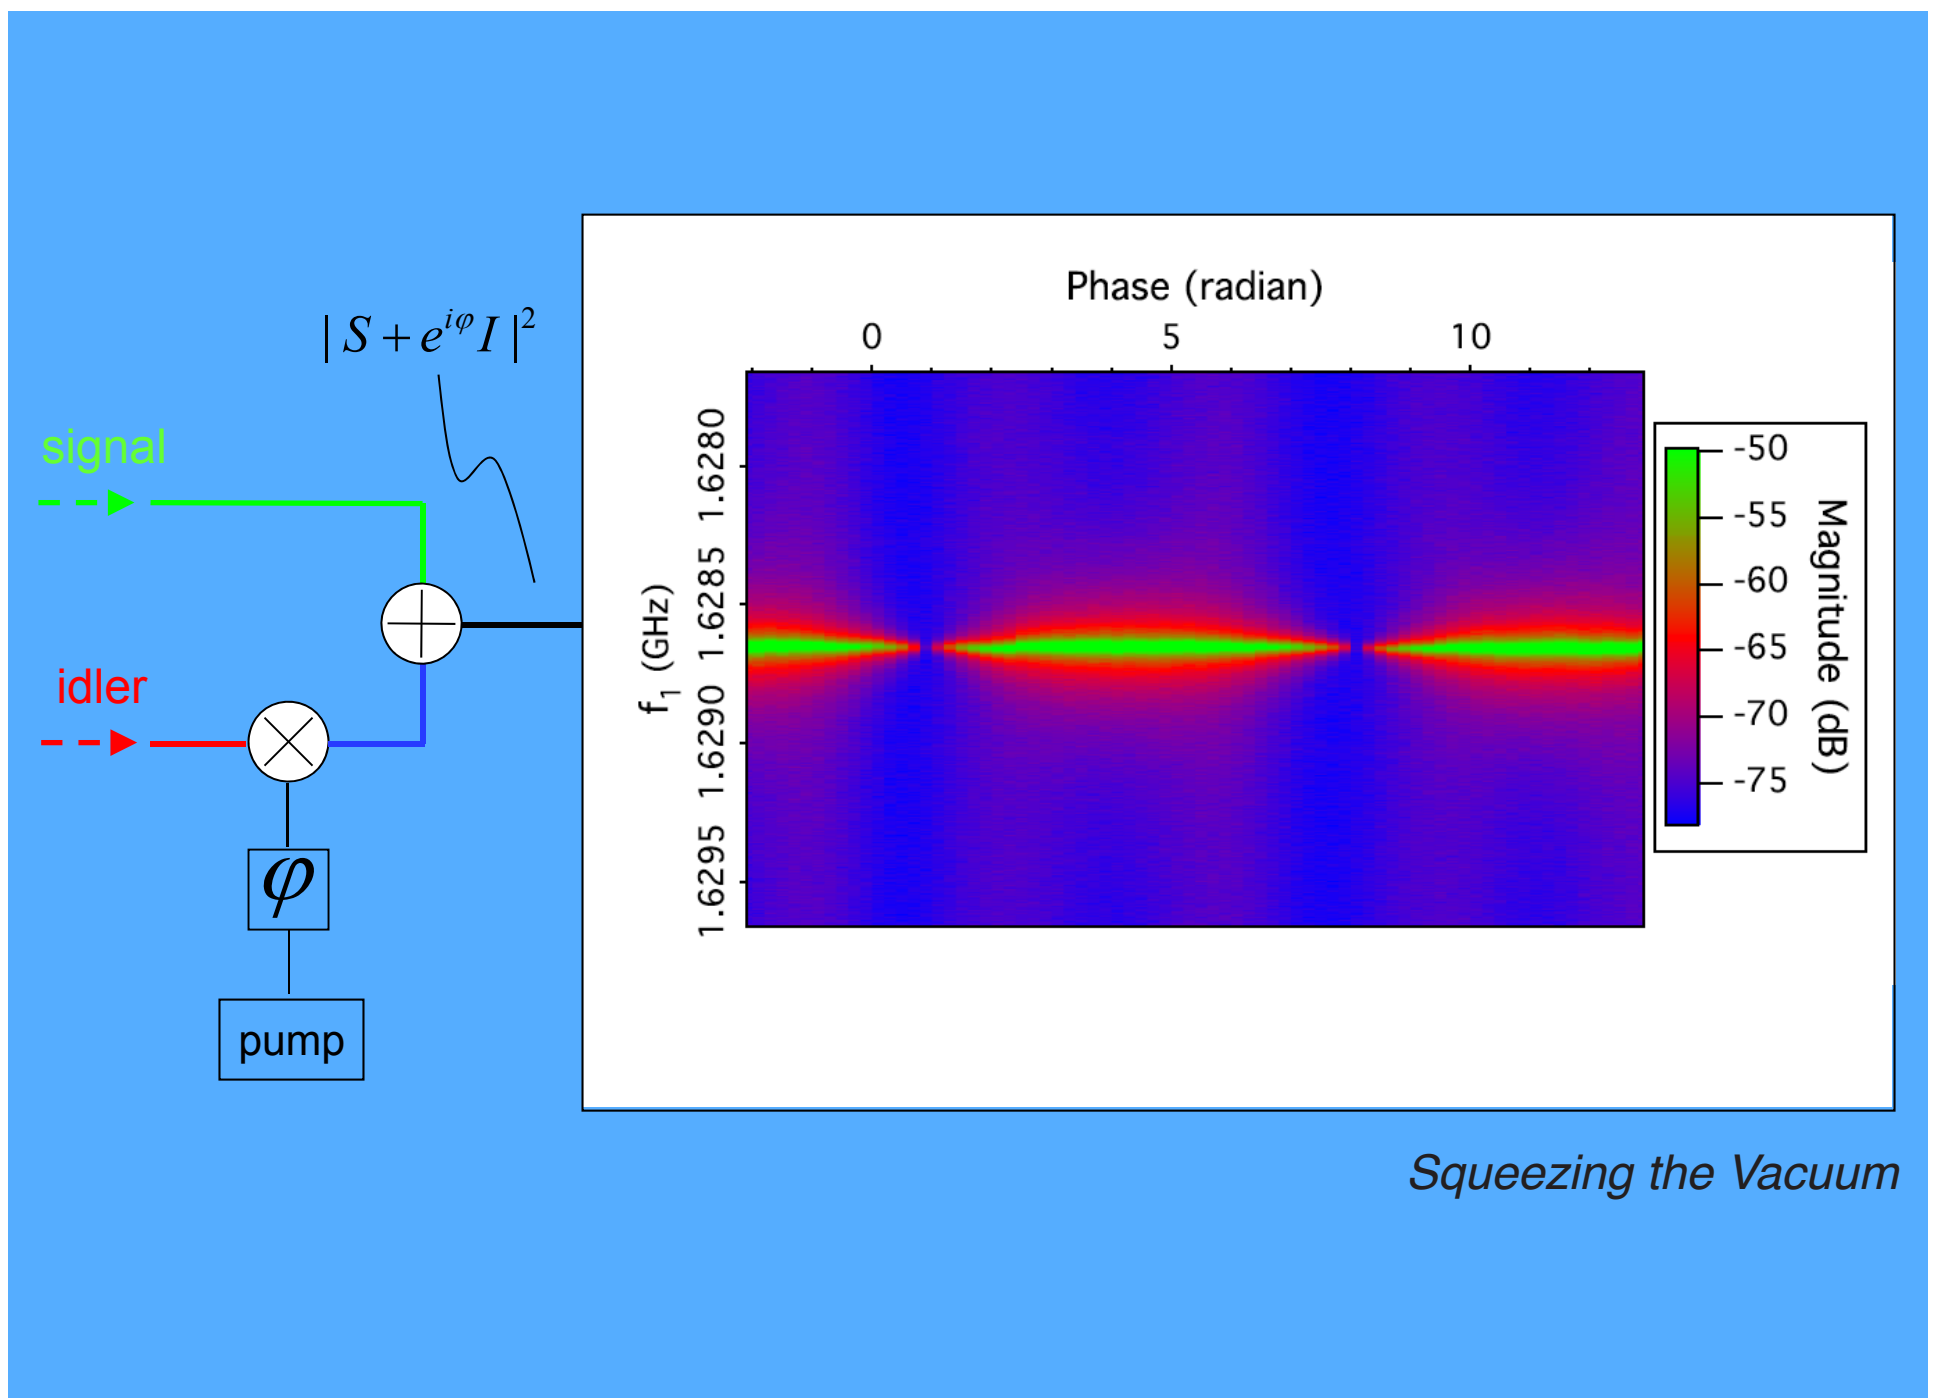 | S + e^{iφ} I |²
signal
idler
φ
pump
Phase (radian)
0 5 10
f₁ (GHz)
1.6280
1.6285
1.6290
1.6295
-50
-55
-60
-65
-70
-75
Magnitude (dB)
Squeezing the Vacuum